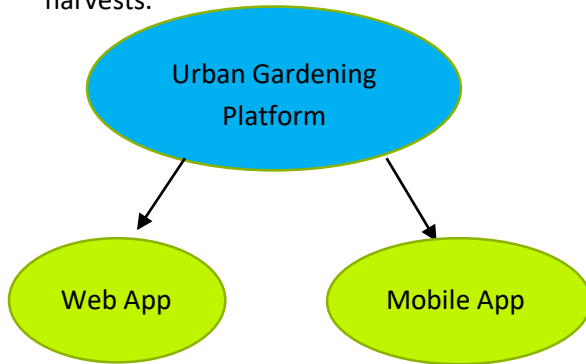 harvests.
Urban Gardening
Platform
Web App
Mobile App